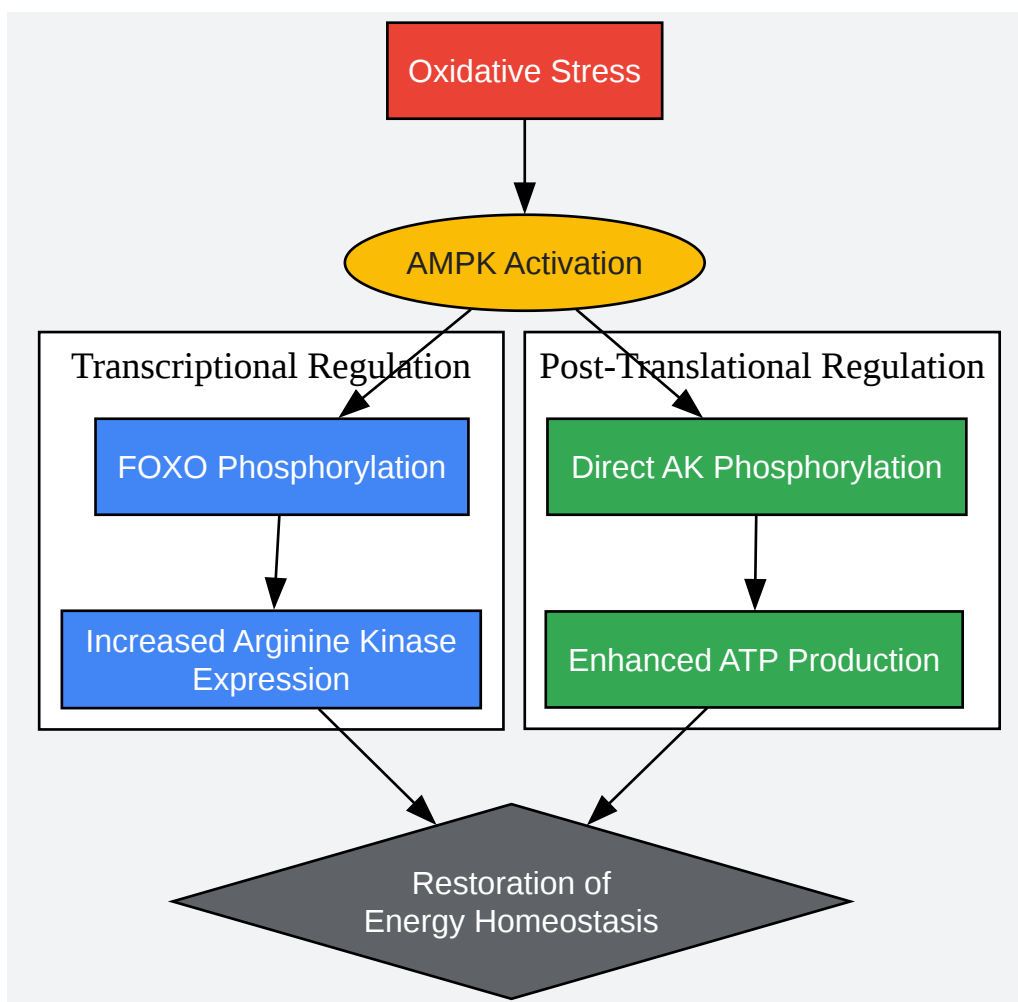 Oxidative Stress
AMPK Activation
Transcriptional Regulation
Post-Translational Regulation
FOXO Phosphorylation
Direct AK Phosphorylation
Increased Arginine Kinase
Expression
Enhanced ATP Production
Restoration of
Energy Homeostasis